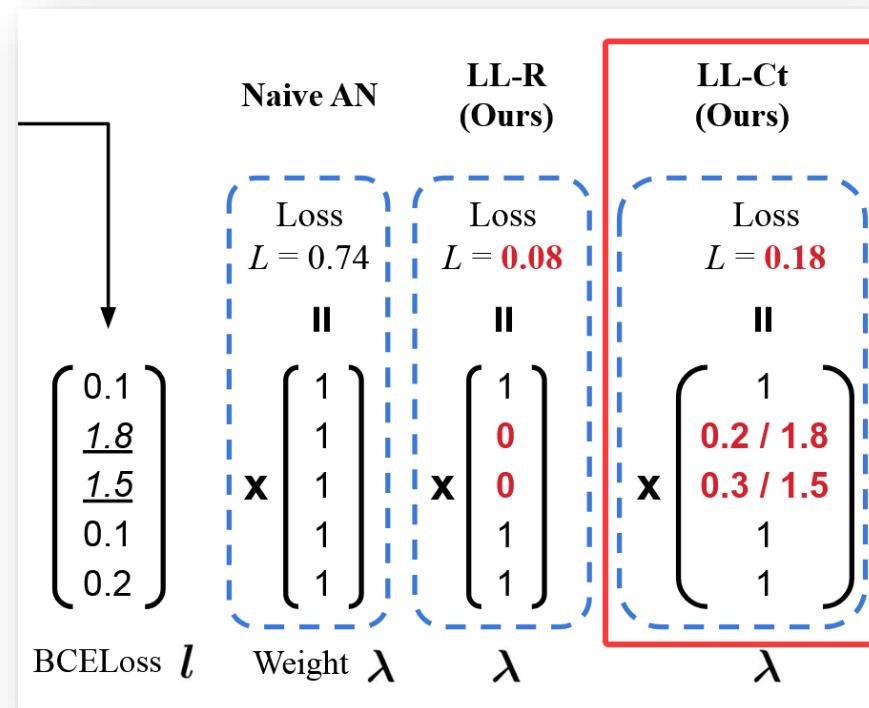 Naive AN
LL-R
(Ours)
LL-Ct
(Ours)
Loss
L = 0.74
Loss
L = 0.08
Loss
L = 0.18
=
=
=
0.1
1.8
1.5
0.1
0.2
x
1
1
1
1
1
x
1
0
0
1
1
x
1
0.2 / 1.8
0.3 / 1.5
1
1
BCELoss l
Weight λ
λ
λ